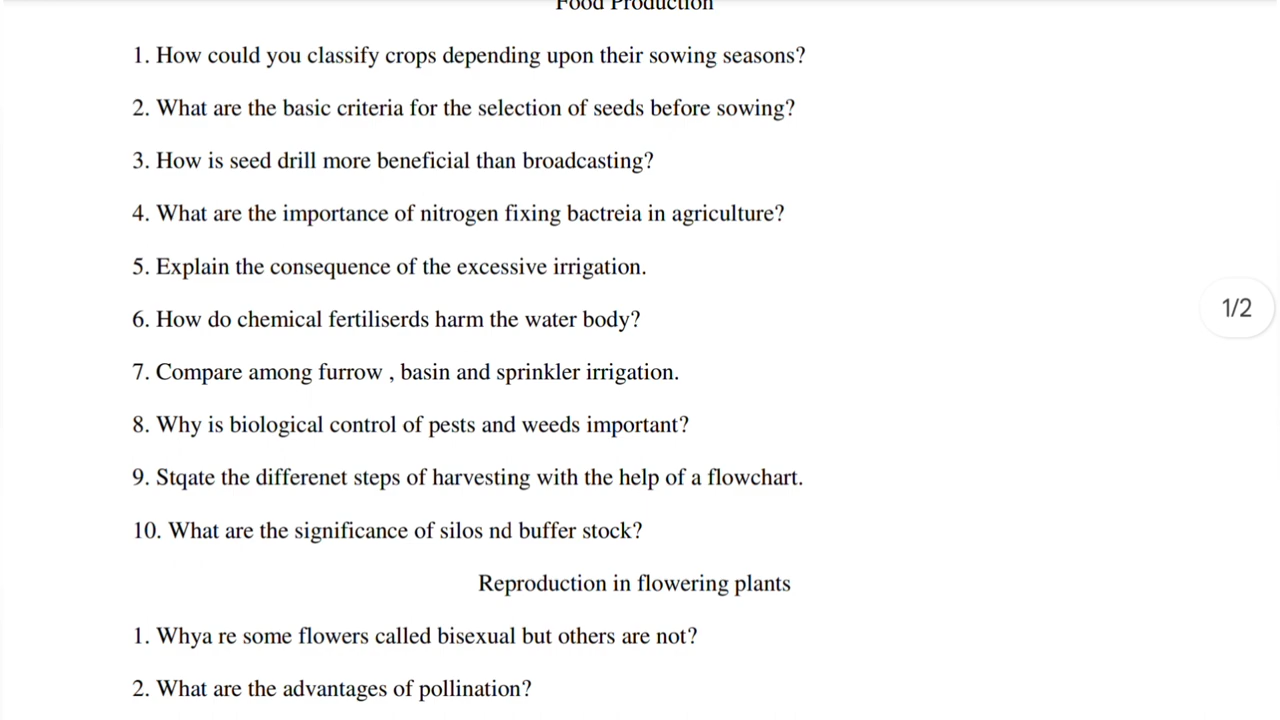 Food Production
1. How could you classify crops depending upon their sowing seasons?
2. What are the basic criteria for the selection of seeds before sowing?
3. How is seed drill more beneficial than broadcasting?
4. What are the importance of nitrogen fixing bactreia in agriculture?
5. Explain the consequence of the excessive irrigation.
6. How do chemical fertiliserds harm the water body?
1/2
7. Compare among furrow , basin and sprinkler irrigation.
8. Why is biological control of pests and weeds important?
9. Stqate the differenet steps of harvesting with the help of a flowchart.
10. What are the significance of silos nd buffer stock?
Reproduction in flowering plants
1. Whya re some flowers called bisexual but others are not?
2. What are the advantages of pollination?